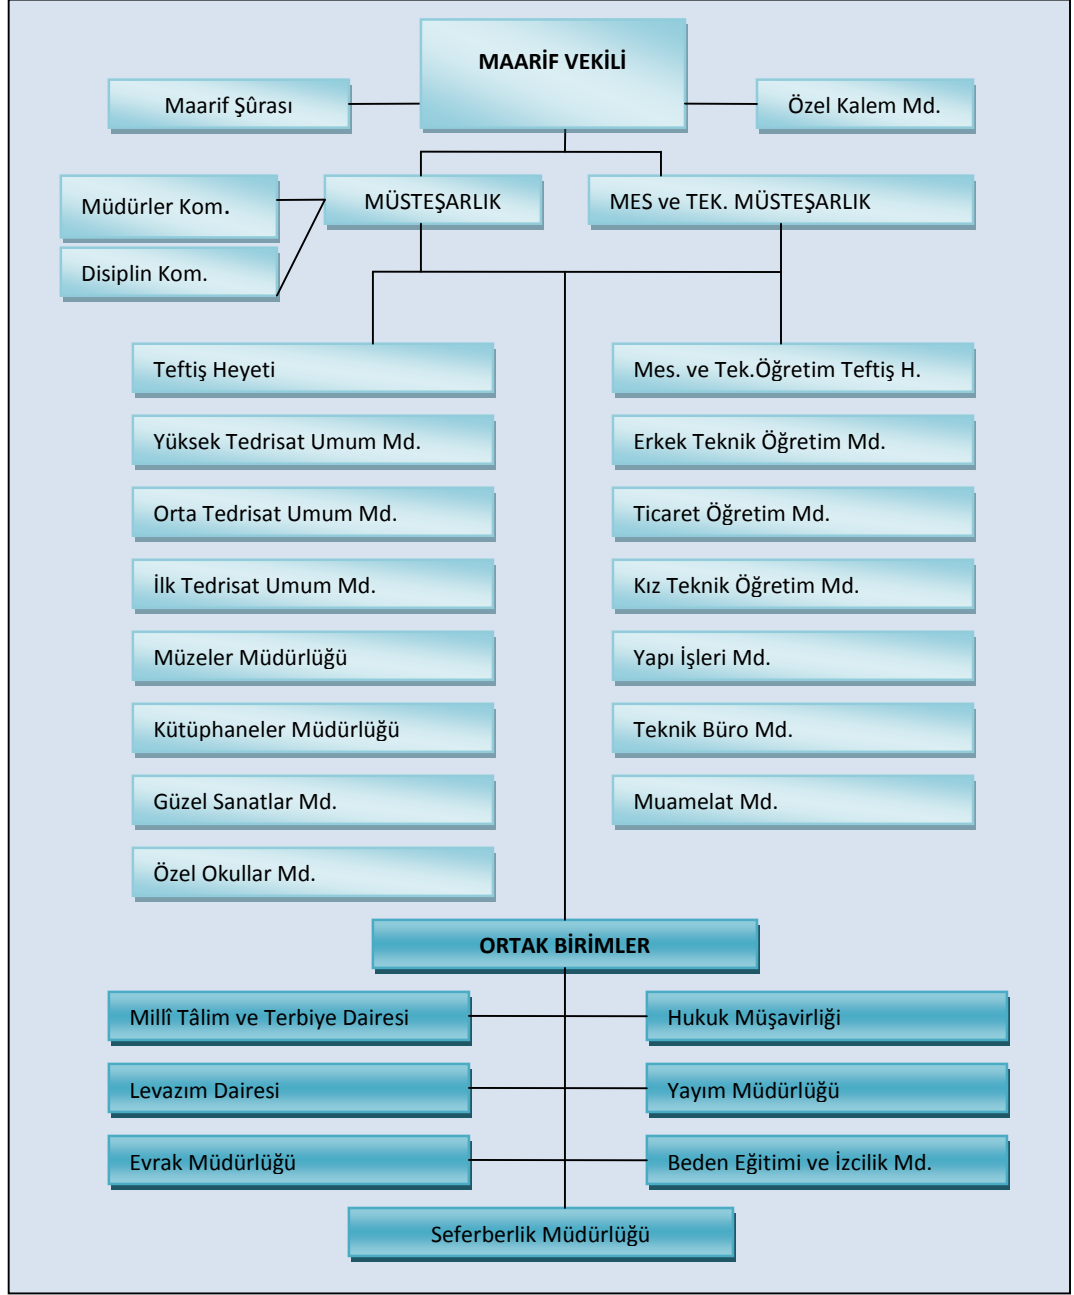 MAARİF VEKİLİ
Maarif Şûrası
Özel Kalem Md.
MÜSTEŞARLIK
MES ve TEK. MÜSTEŞARLIK
Müdürler Kom.
Disiplin Kom.
Teftiş Heyeti
Yüksek Tedrisat Umum Md.
Orta Tedrisat Umum Md.
İlk Tedrisat Umum Md.
Müzeler Müdürlüğü
Kütüphaneler Müdürlüğü
Güzel Sanatlar Md.
Özel Okullar Md.
Mes. ve Tek.Öğretim Teftiş H.
Erkek Teknik Öğretim Md.
Ticaret Öğretim Md.
Kız Teknik Öğretim Md.
Yapı İşleri Md.
Teknik Büro Md.
Muamelat Md.
ORTAK BİRİMLER
Millî Tâlim ve Terbiye Dairesi
Hukuk Müşavirliği
Levazım Dairesi
Yayım Müdürlüğü
Evrak Müdürlüğü
Beden Eğitimi ve İzcilik Md.
Seferberlik Müdürlüğü